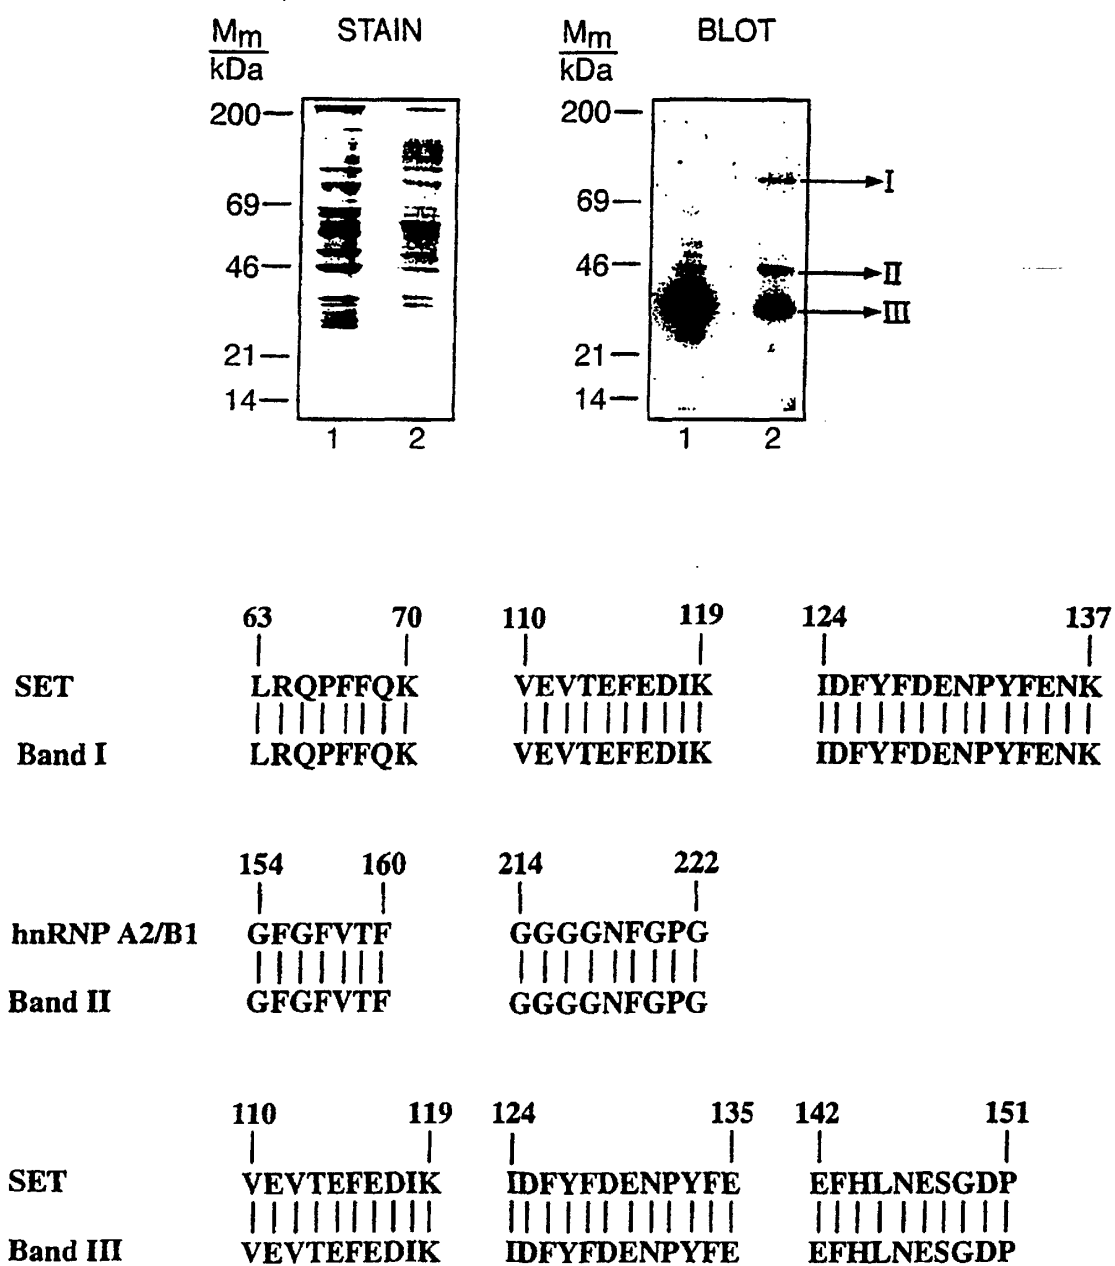 Mm STAIN
kDa
200
69
46
21
14
1 2
Mm BLOT
kDa
200
69
46
21
14
1 2
I
II
III
63 70 110 119 124 137
SET LRQPFFQK VEVTEFEDIK IDFYFDENPYFENK
Band I LRQPFFQK VEVTEFEDIK IDFYFDENPYFENK
154 160 214 222
hnRNP A2/B1 GFGFVTF GGGGNFGPG
Band II GFGFVTF GGGGNFGPG
110 119 124 135 142 151
SET VEVTEFEDIK IDFYFDENPYFE EFHLNESGDP
Band III VEVTEFEDIK IDFYFDENPYFE EFHLNESGDP